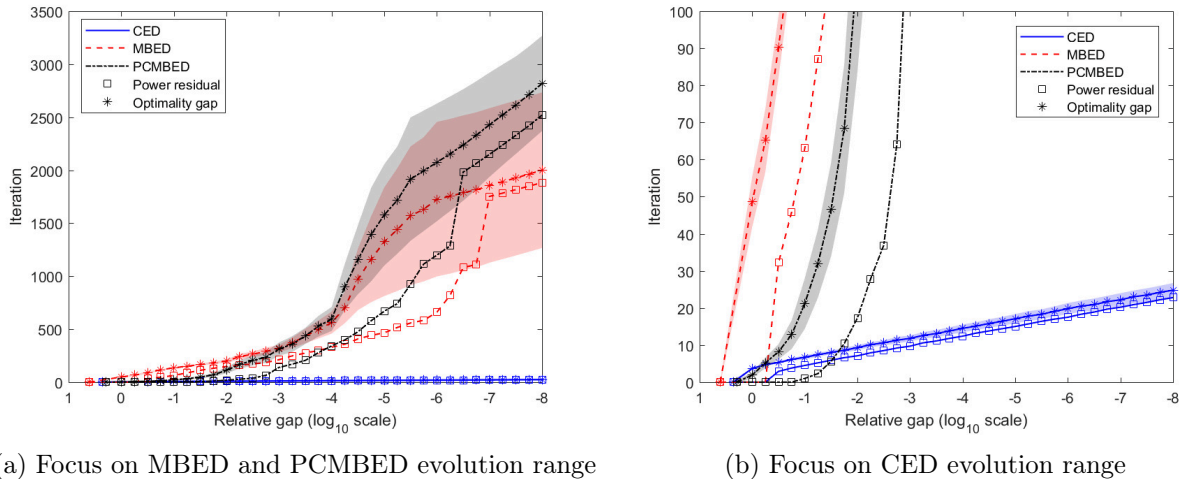 3500
3000
2500
2000
1500
1000
500
0
Iteration
CED
MBED
PCMBED
Power residual
Optimality gap
1 0 -1 -2 -3 -4 -5 -6 -7 -8
Relative gap (log10 scale)
(a) Focus on MBED and PCMBED evolution range
100
90
80
70
60
50
40
30
20
10
0
Iteration
CED
MBED
PCMBED
Power residual
Optimality gap
1 0 -1 -2 -3 -4 -5 -6 -7 -8
Relative gap (log10 scale)
(b) Focus on CED evolution range